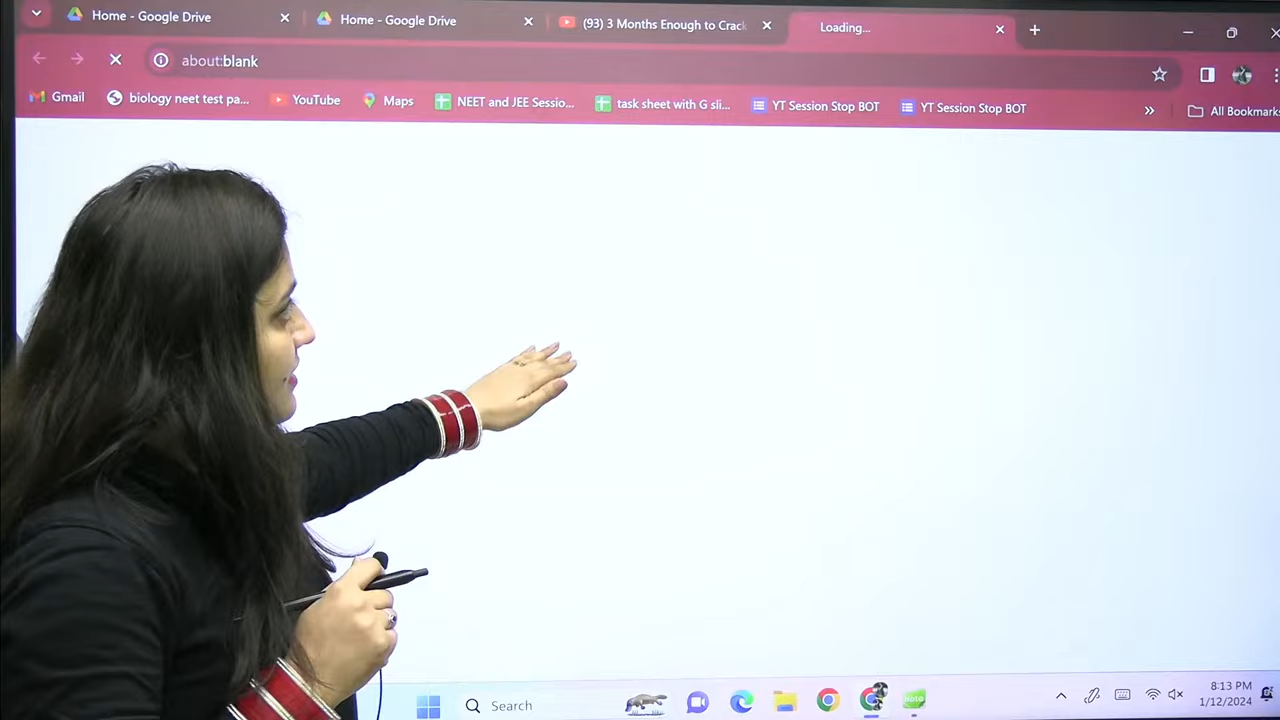 Home - Google Drive
Home - Google Drive
(93) 3 Months Enough to Crack
Loading...
about:blank
Gmail
biology neet test pa...
YouTube
Maps
NEET and JEE Sessio...
task sheet with G sli...
YT Session Stop BOT
YT Session Stop BOT
All Bookmarks
Search
8:13 PM
1/12/2024